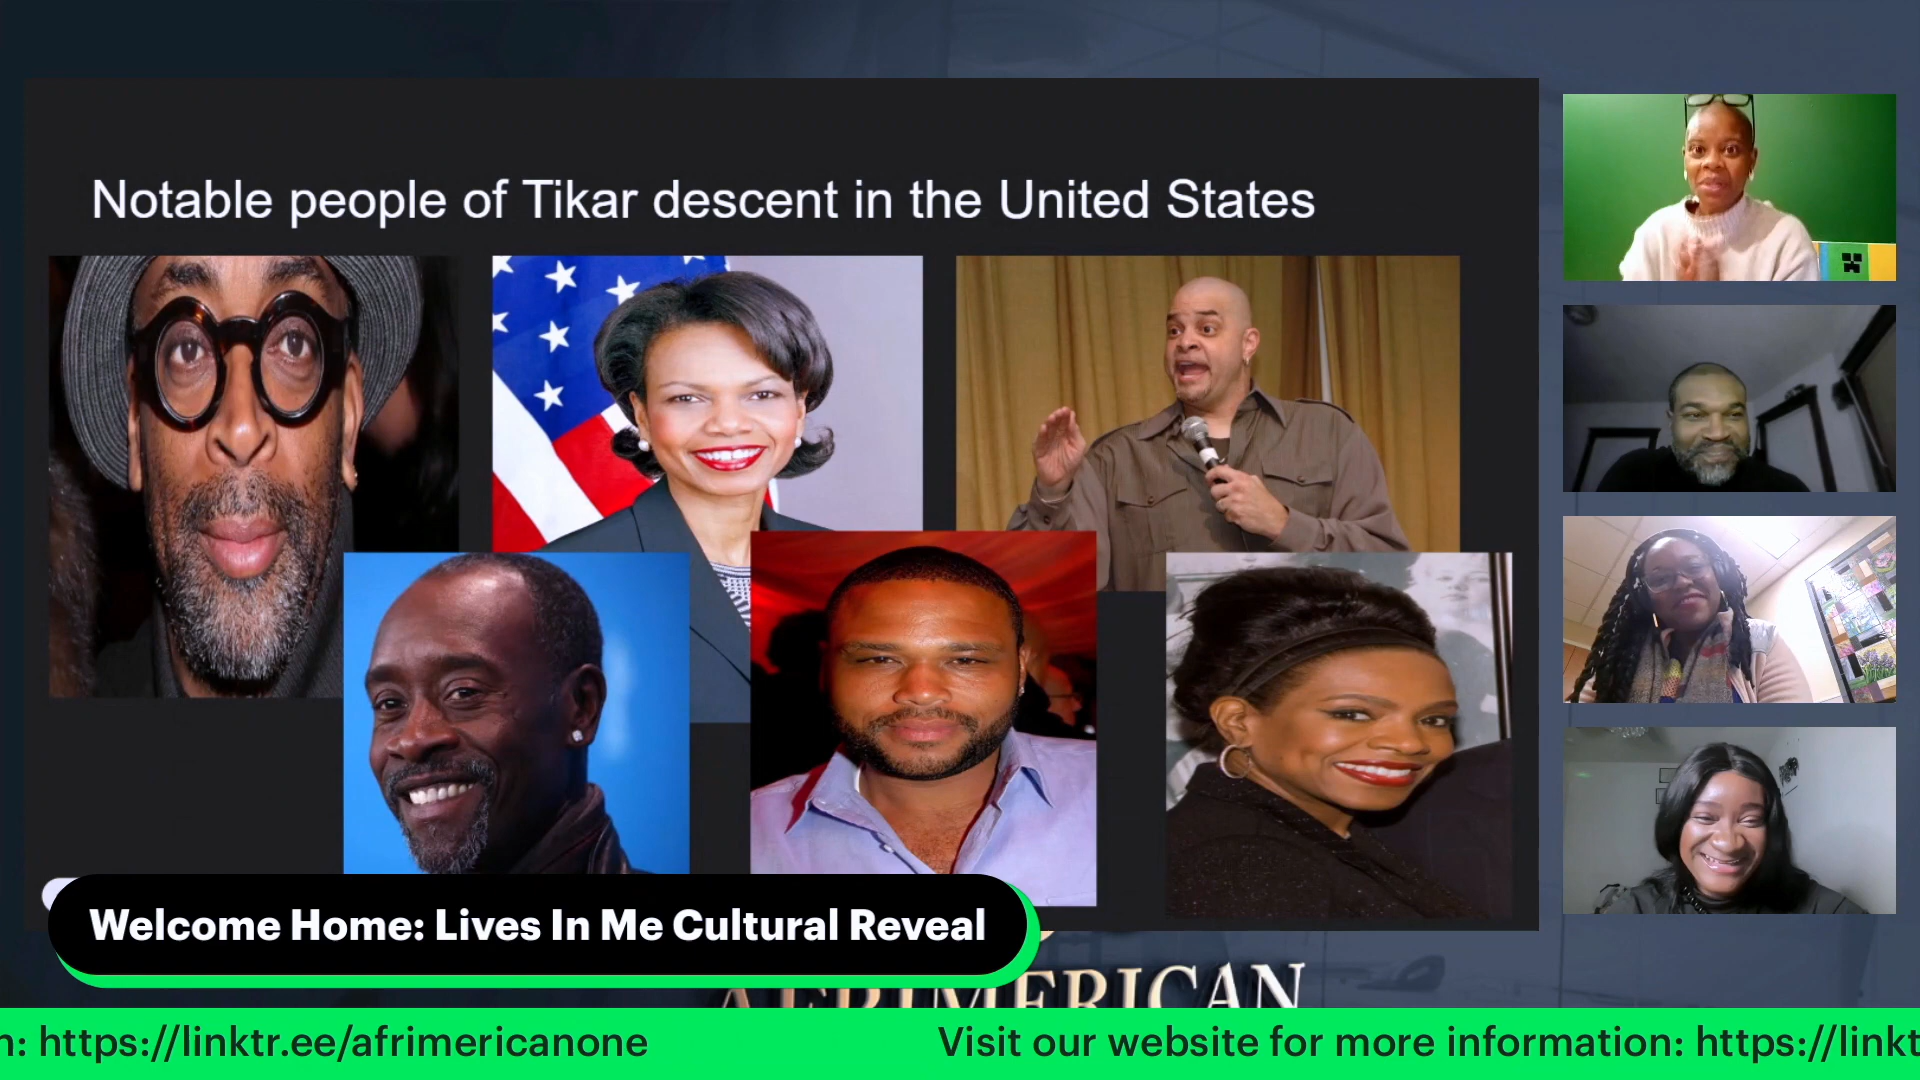 Notable people of Tikar descent in the United States
Welcome Home: Lives In Me Cultural Reveal
AFRIMERICAN
n: https://linktr.ee/afrimericanone
Visit our website for more information: https://linkt